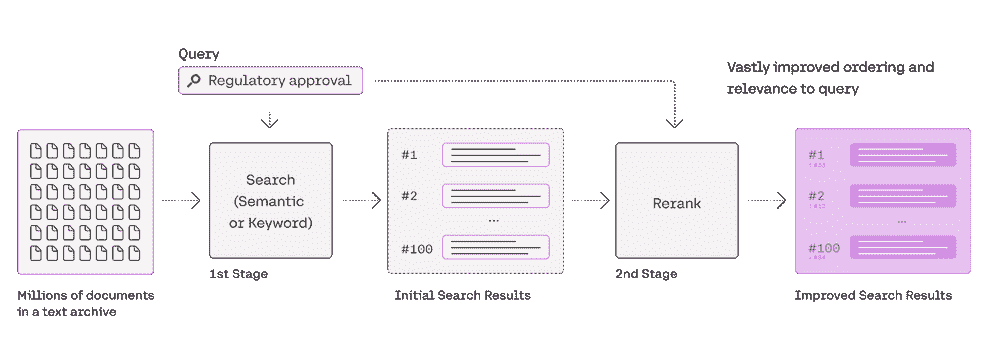 Query
Regulatory approval
Vastly improved ordering and
relevance to query
Search
(Semantic
or Keyword)
1st Stage
#1
#2
...
#100
Rerank
2nd Stage
#1
#2
...
#100
Millions of documents
in a text archive
Initial Search Results
Improved Search Results